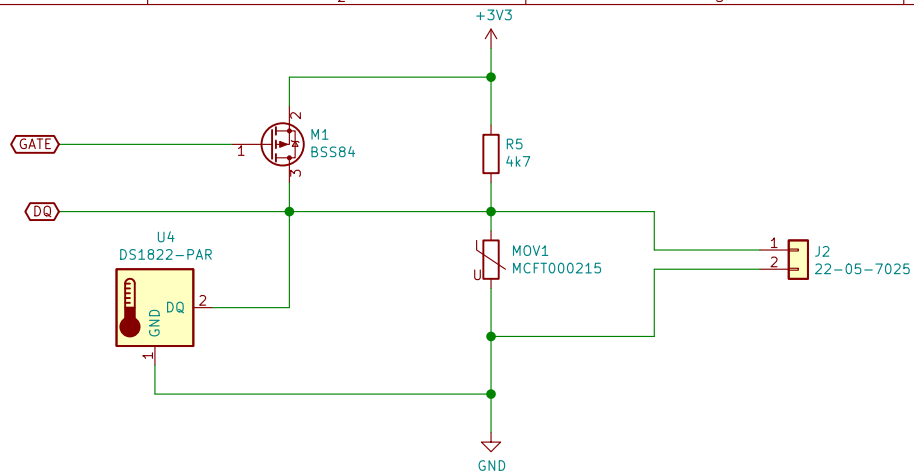 +3V3
2
GATE
1
M1
BSS84
3
R5
4k7
DQ
U4
DS1822-PAR
DQ
2
GND
1
U
MOV1
MCFT000215
1
2
J2
22-05-7025
GND